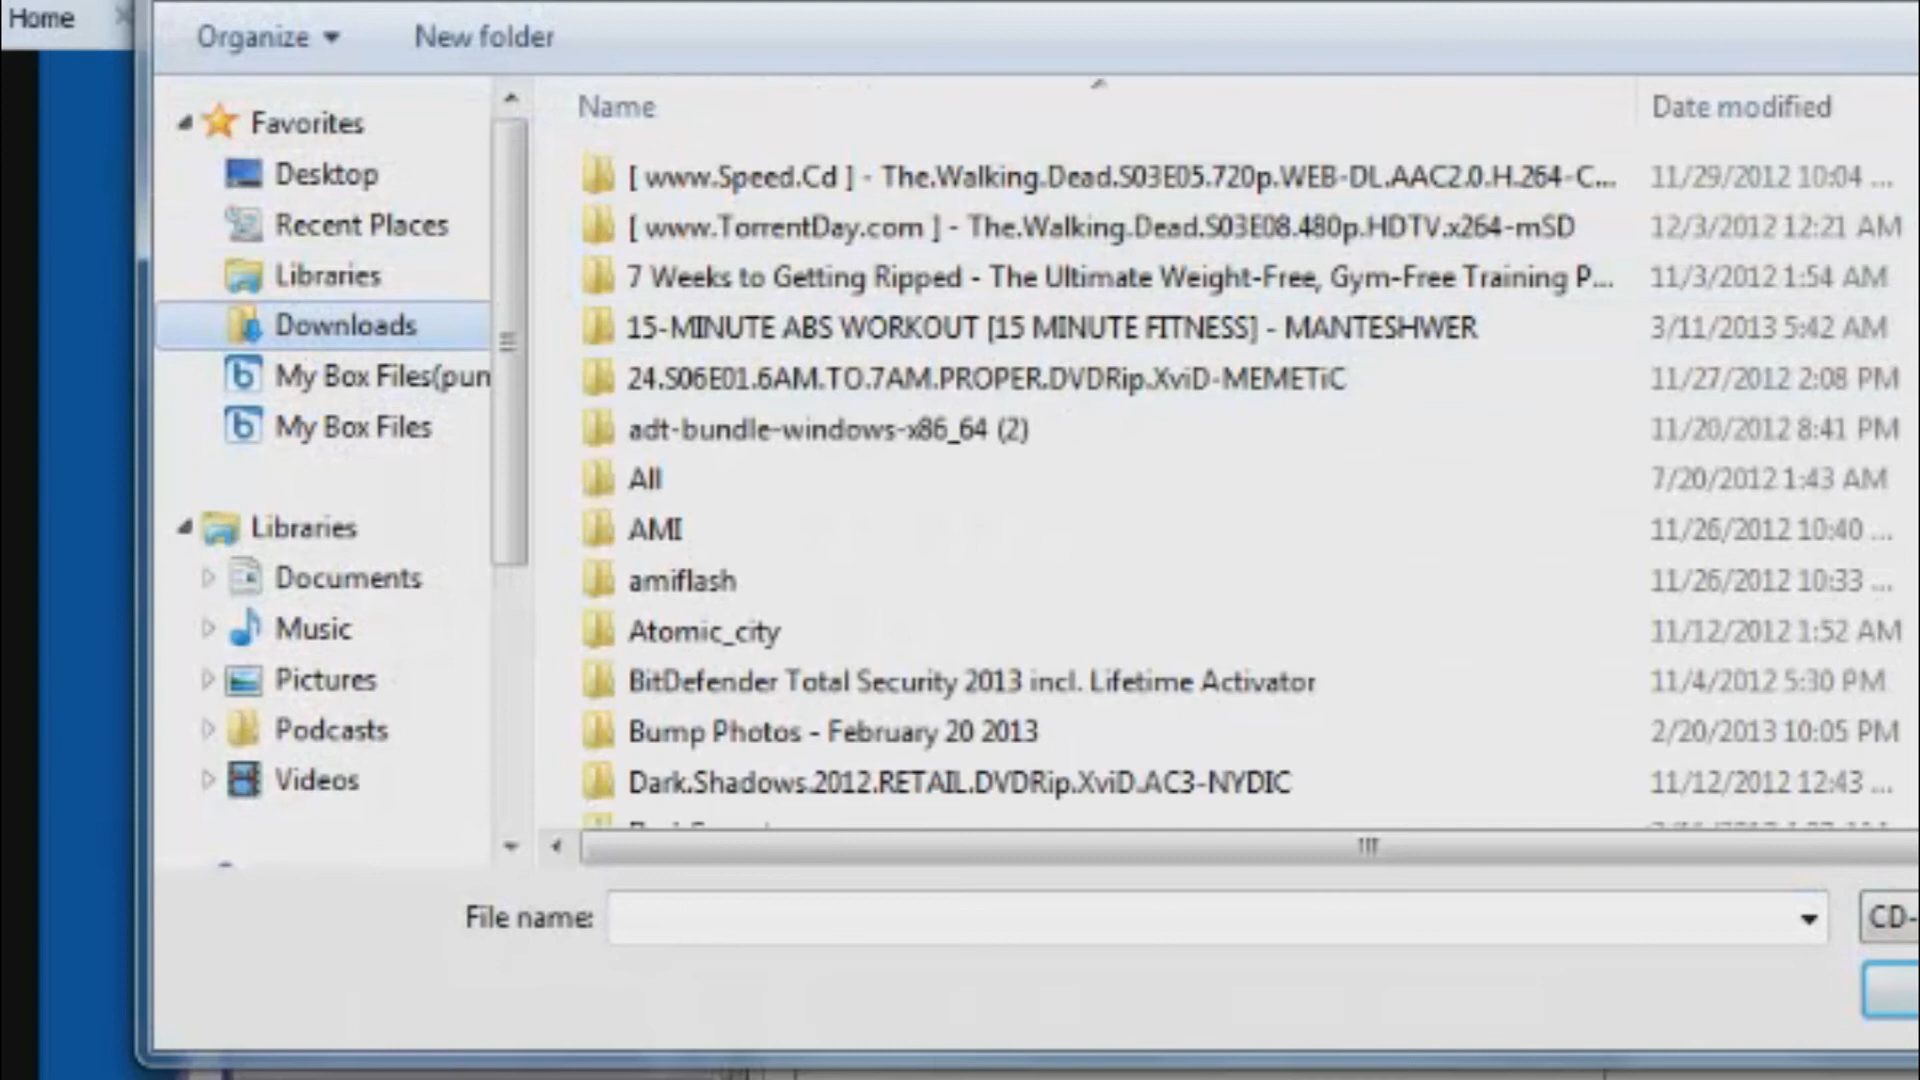 Home
Organize
New folder
Name
Date modified
Favorites
Desktop
Recent Places
Libraries
Downloads
My Box Files(pun
My Box Files
Libraries
Documents
Music
Pictures
Podcasts
Videos
[ www.Speed.Cd ] - The.Walking.Dead.S03E05.720p.WEB-DL.AAC2.0.H.264-C... 11/29/2012 10:04 ...
[ www.TorrentDay.com ] - The.Walking.Dead.S03E08.480p.HDTV.x264-mSD 12/3/2012 12:21 AM
7 Weeks to Getting Ripped - The Ultimate Weight-Free, Gym-Free Training P... 11/3/2012 1:54 AM
15-MINUTE ABS WORKOUT [15 MINUTE FITNESS] - MANTESHWER 3/11/2013 5:42 AM
24.S06E01.6AM.TO.7AM.PROPER.DVDRip.XviD-MEMETiC 11/27/2012 2:08 PM
adt-bundle-windows-x86_64 (2) 11/20/2012 8:41 PM
All 7/20/2012 1:43 AM
AMI 11/26/2012 10:40 ...
amiflash 11/26/2012 10:33 ...
Atomic_city 11/12/2012 1:52 AM
BitDefender Total Security 2013 incl. Lifetime Activator 11/4/2012 5:30 PM
Bump Photos - February 20 2013 2/20/2013 10:05 PM
Dark.Shadows.2012.RETAIL.DVDRip.XviD.AC3-NYDIC 11/12/2012 12:43 ...
File name:
CD-